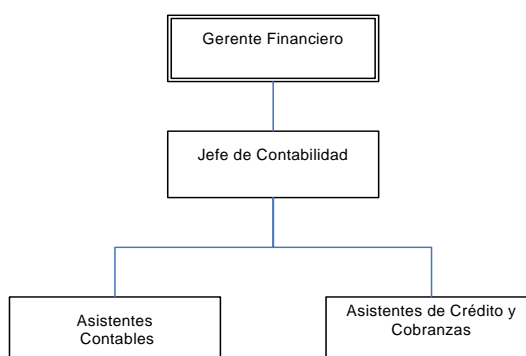 Gerente Financiero
Jefe de Contabilidad
Asistentes
Contables
Asistentes de Crédito y
Cobranzas